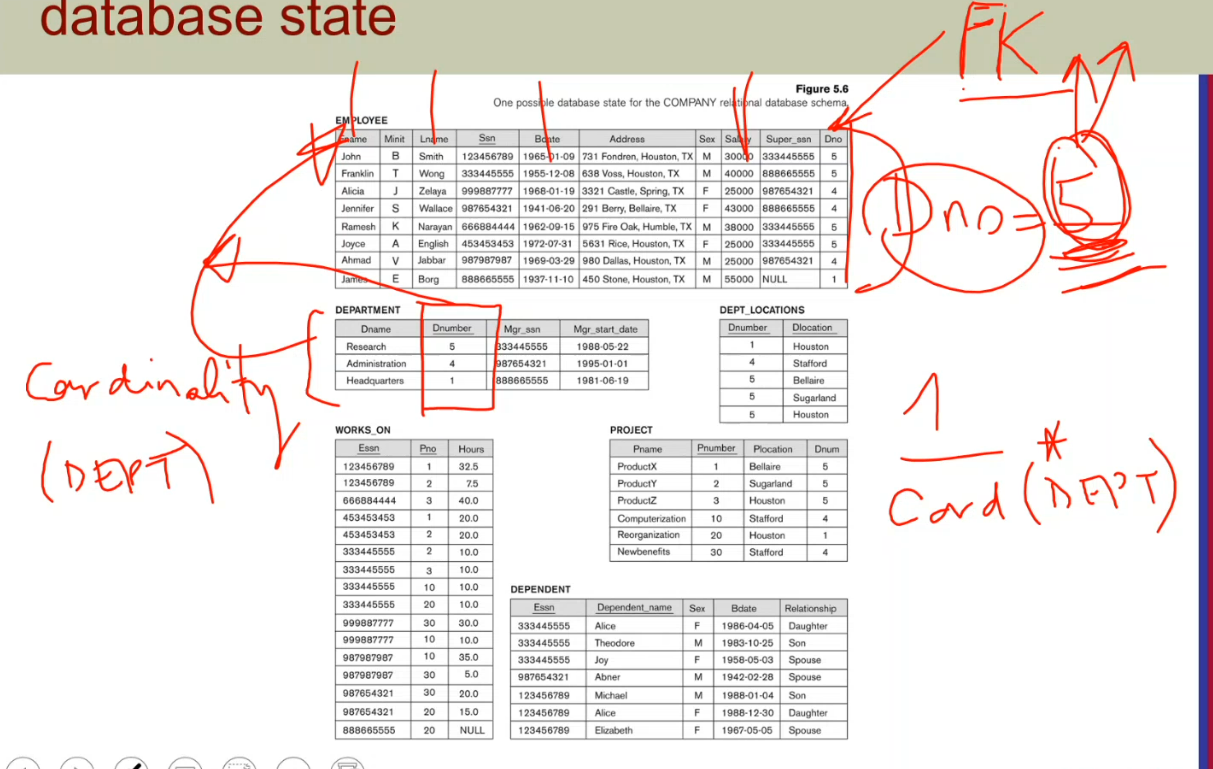 database state
FK
Figure 5.6
One possible database state for the COMPANY relational database schema.
EMPLOYEE
Fname Minit Lname Ssn Bdate Address Sex Salary Super_ssn Dno
John B Smith 123456789 1965-01-09 731 Fondren, Houston, TX M 30000 333445555 5
Franklin T Wong 333445555 1955-12-08 638 Voss, Houston, TX M 40000 888665555 5
Alicia J Zelaya 999887777 1968-01-19 3321 Castle, Spring, TX F 25000 987654321 4
Jennifer S Wallace 987654321 1941-06-20 291 Berry, Bellaire, TX F 43000 888665555 4
Ramesh K Narayan 666884444 1962-09-15 975 Fire Oak, Humble, TX M 38000 333445555 5
Joyce A English 453453453 1972-07-31 5631 Rice, Houston, TX F 25000 333445555 5
Ahmad V Jabbar 987987987 1969-03-29 980 Dallas, Houston, TX M 25000 987654321 4
James E Borg 888665555 1937-11-10 450 Stone, Houston, TX M 55000 NULL 1
Dno = 5
DEPARTMENT
Dname Dnumber Mgr_ssn Mgr_start_date
Research 5 333445555 1988-05-22
Administration 4 987654321 1995-01-01
Headquarters 1 888665555 1981-06-19
DEPT_LOCATIONS
Dnumber Dlocation
1 Houston
4 Stafford
5 Bellaire
5 Sugarland
5 Houston
Cardinality
(DEPT)
WORKS_ON
Essn Pno Hours
123456789 1 32.5
123456789 2 7.5
666884444 3 40.0
453453453 1 20.0
453453453 2 20.0
333445555 2 10.0
333445555 3 10.0
333445555 10 10.0
333445555 20 10.0
999887777 30 30.0
999887777 10 10.0
987987987 10 35.0
987987987 30 5.0
987654321 30 20.0
987654321 20 15.0
888665555 20 NULL
PROJECT
Pname Pnumber Plocation Dnum
ProductX 1 Bellaire 5
ProductY 2 Sugarland 5
ProductZ 3 Houston 5
Computerization 10 Stafford 4
Reorganization 20 Houston 1
Newbenefits 30 Stafford 4
1
*
Card (DEPT)
DEPENDENT
Essn Dependent_name Sex Bdate Relationship
333445555 Alice F 1986-04-05 Daughter
333445555 Theodore M 1983-10-25 Son
333445555 Joy F 1958-05-03 Spouse
987654321 Abner M 1942-02-28 Spouse
123456789 Michael M 1988-01-04 Son
123456789 Alice F 1988-12-30 Daughter
123456789 Elizabeth F 1967-05-05 Spouse